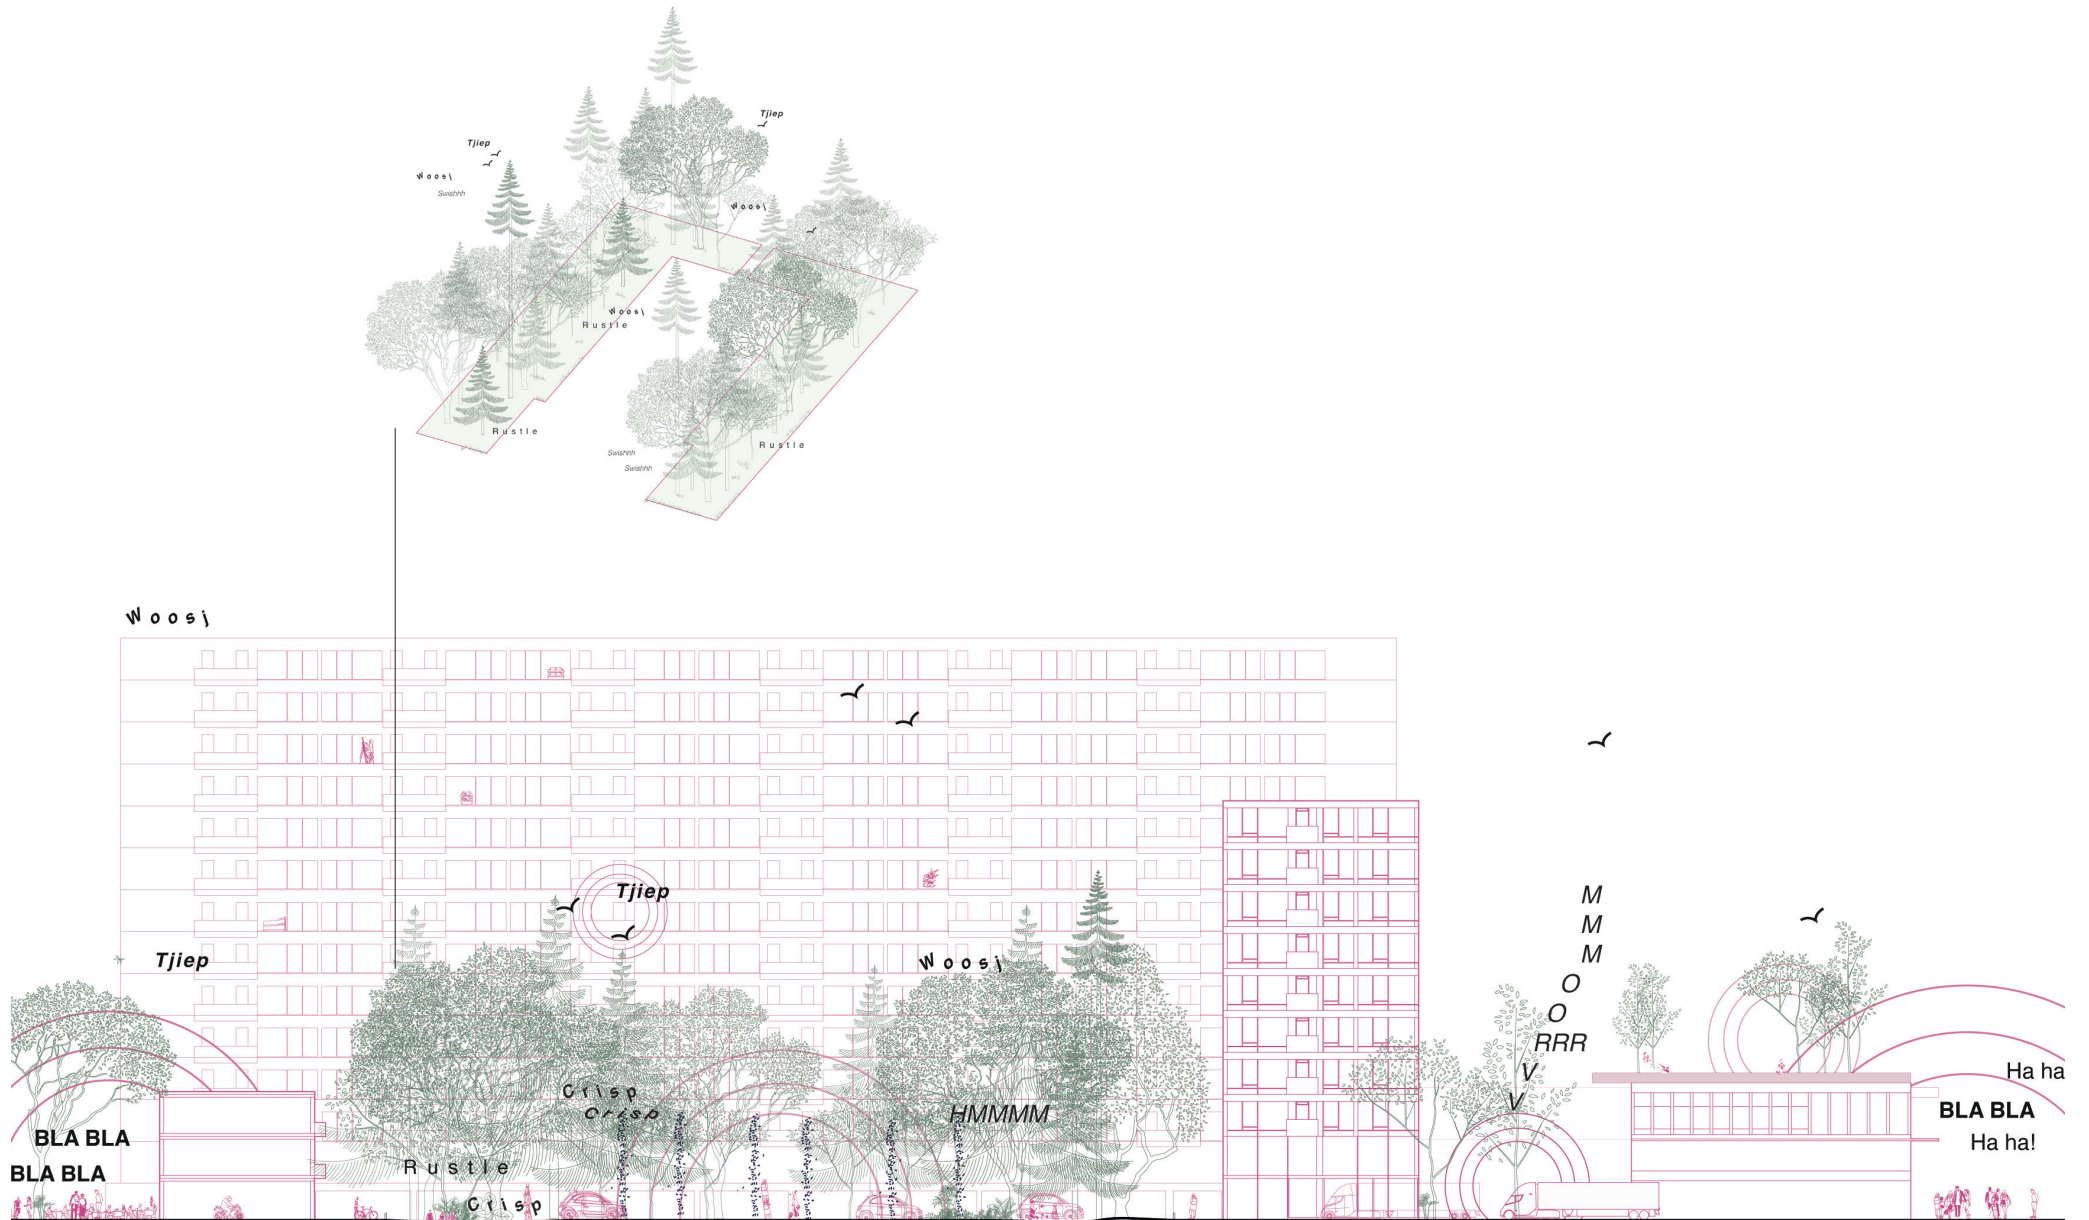 Tjiep
Tjiep
Woosj
Swishhh
Woosj
Woosj
Rustle
Rustle
Rustle
Swishhh
Swishhh
Woosj
Tjiep
Tjiep
Woosj
M
M
M
O
O
RRR
V
V
Crisp
Crisp
HMMMM
Rustle
Crisp
BLA BLA
BLA BLA
Ha ha
BLA BLA
Ha ha!